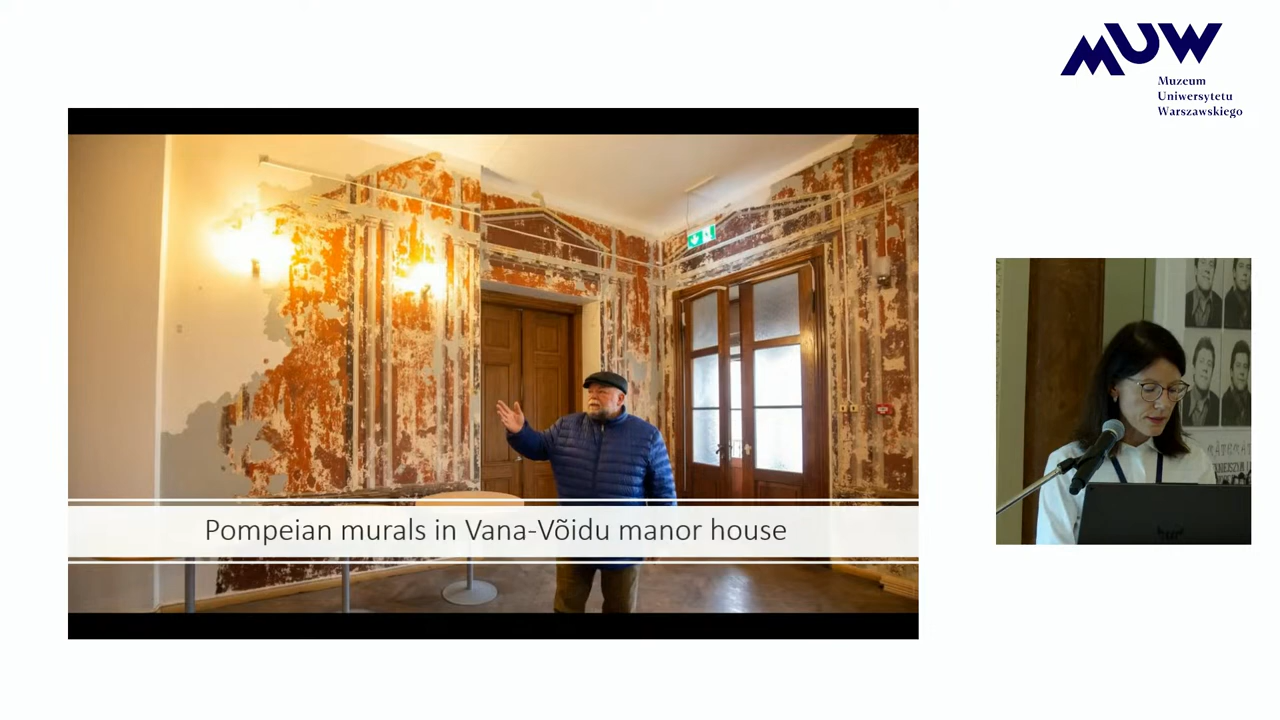 MUW
Muzeum
Uniwersytetu
Warszawskiego
Pompeian murals in Vana-Võidu manor house